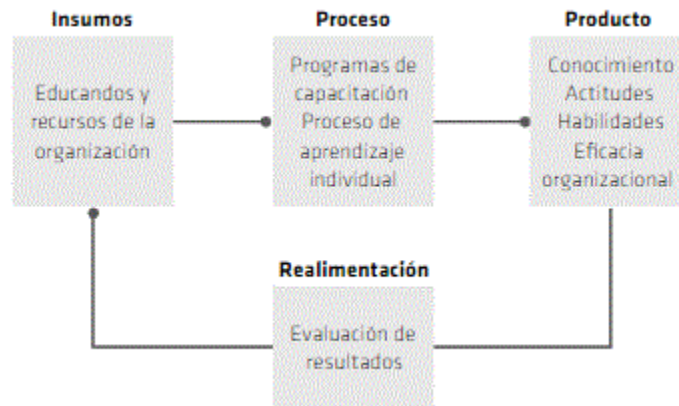 Insumos
Educandos y
recursos de la
organización
Proceso
Programas de
capacitación
Proceso de
aprendizaje
individual
Producto
Conocimiento
Actitudes
Habilidades
Eficacia
organizacional
Realimentación
Evaluación de
resultados